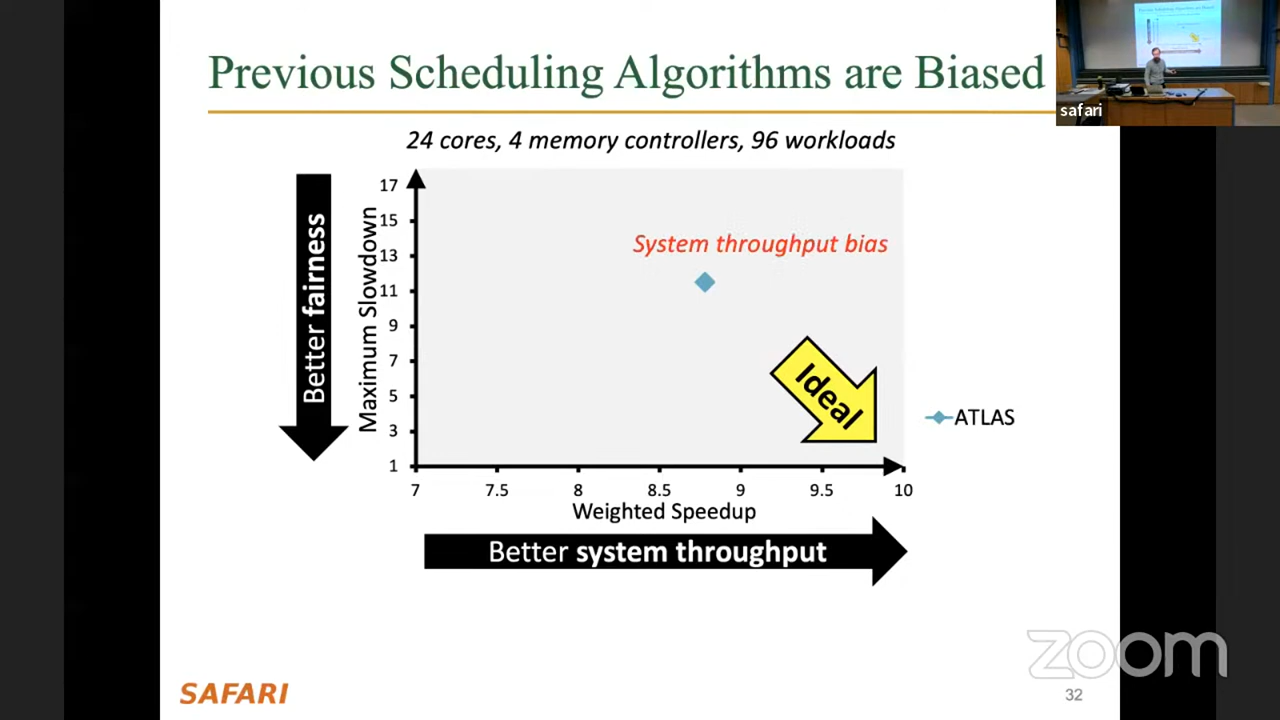 Previous Scheduling Algorithms are Biased
safari
24 cores, 4 memory controllers, 96 workloads
Better fairness
Maximum Slowdown
17
15
13
11
9
7
5
3
1
System throughput bias
Ideal
ATLAS
7
7.5
8
8.5
9
9.5
10
Weighted Speedup
Better system throughput
zoom
SAFARI
32